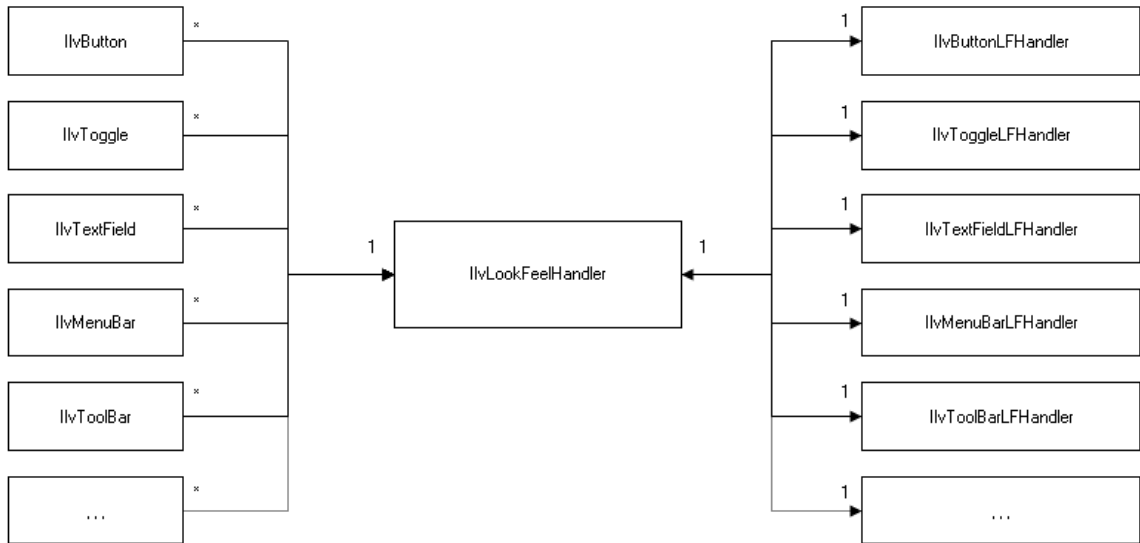 IlvButton
*
1
IlvButtonLFHandler
IlvToggle
*
1
IlvToggleLFHandler
IlvTextField
*
1
IlvTextFieldLFHandler
1
IlvLookFeelHandler
1
IlvMenuBar
*
1
IlvMenuBarLFHandler
IlvToolBar
*
1
IlvToolBarLFHandler
...
*
1
...